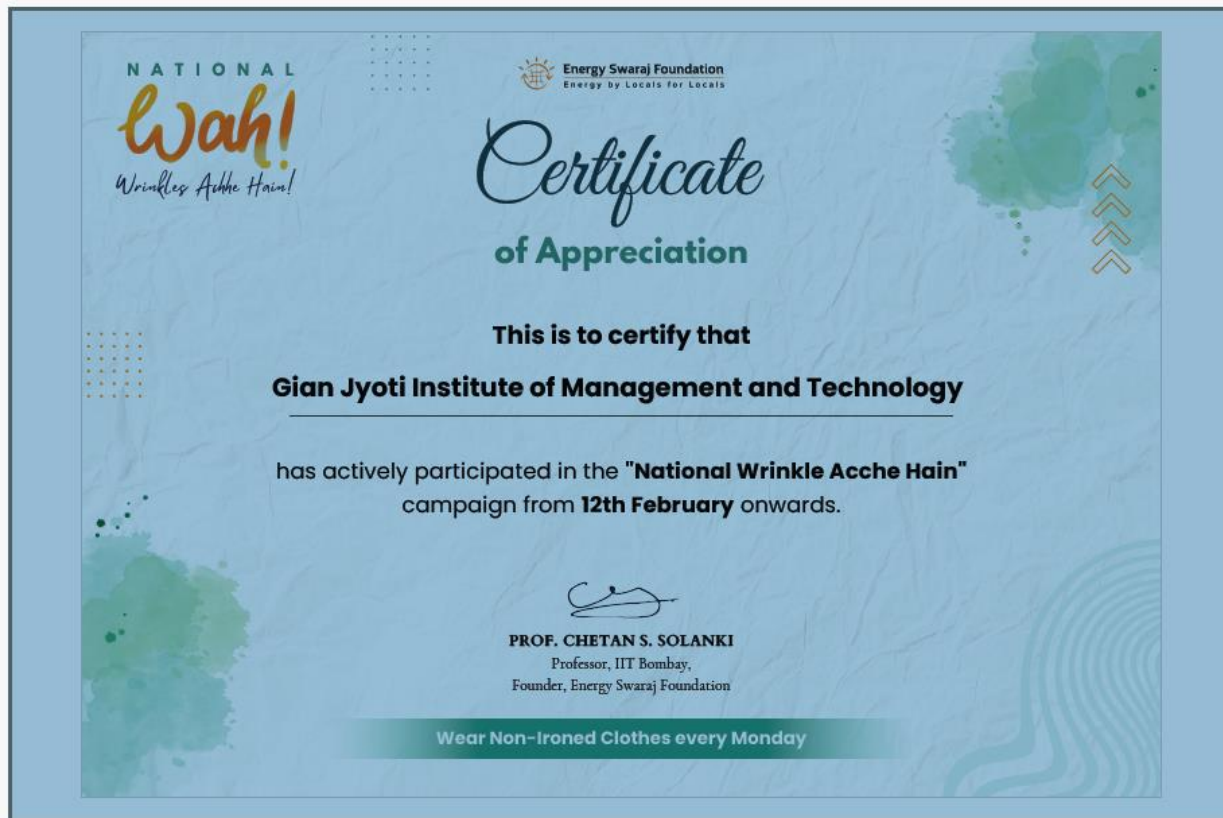 NATIONAL
Wah!
Wrinkles Achhe Hain!
Energy Swaraj Foundation
Energy by Locals for Locals
Certificate
of Appreciation
This is to certify that
Gian Jyoti Institute of Management and Technology
has actively participated in the "National Wrinkle Acche Hain"
campaign from 12th February onwards.
PROF. CHETAN S. SOLANKI
Professor, IIT Bombay,
Founder, Energy Swaraj Foundation
Wear Non-Ironed Clothes every Monday